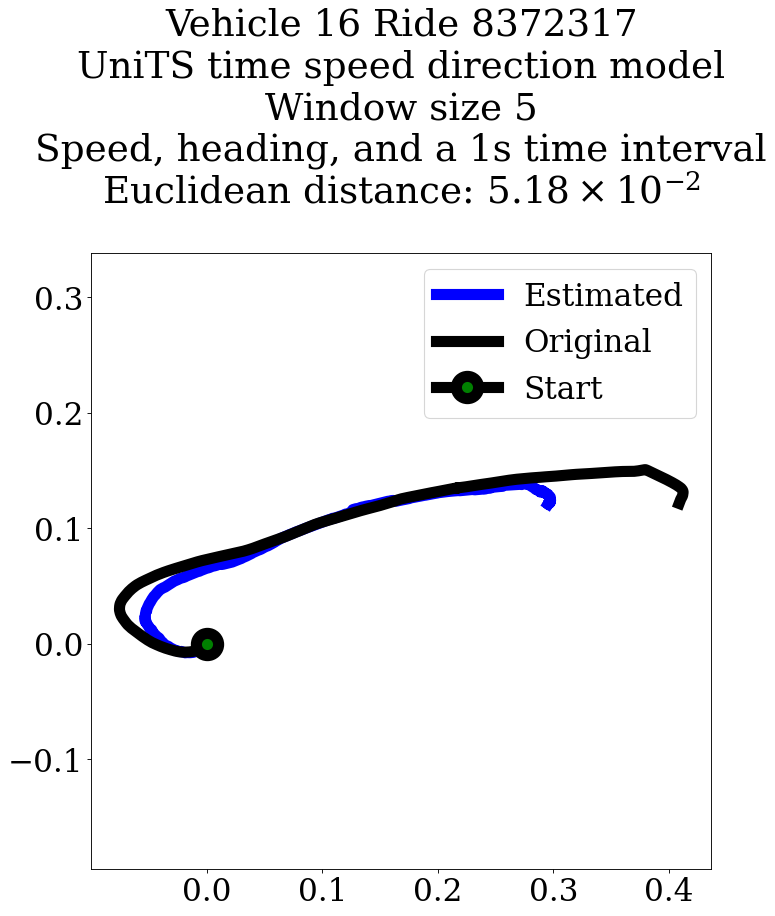 Vehicle 16 Ride 8372317
UniTS time speed direction model
Window size 5
Speed, heading, and a 1s time interval
Euclidean distance: 5.18 × 10⁻²
Estimated
Original
Start
0.3
0.2
0.1
0.0
−0.1
0.0 0.1 0.2 0.3 0.4